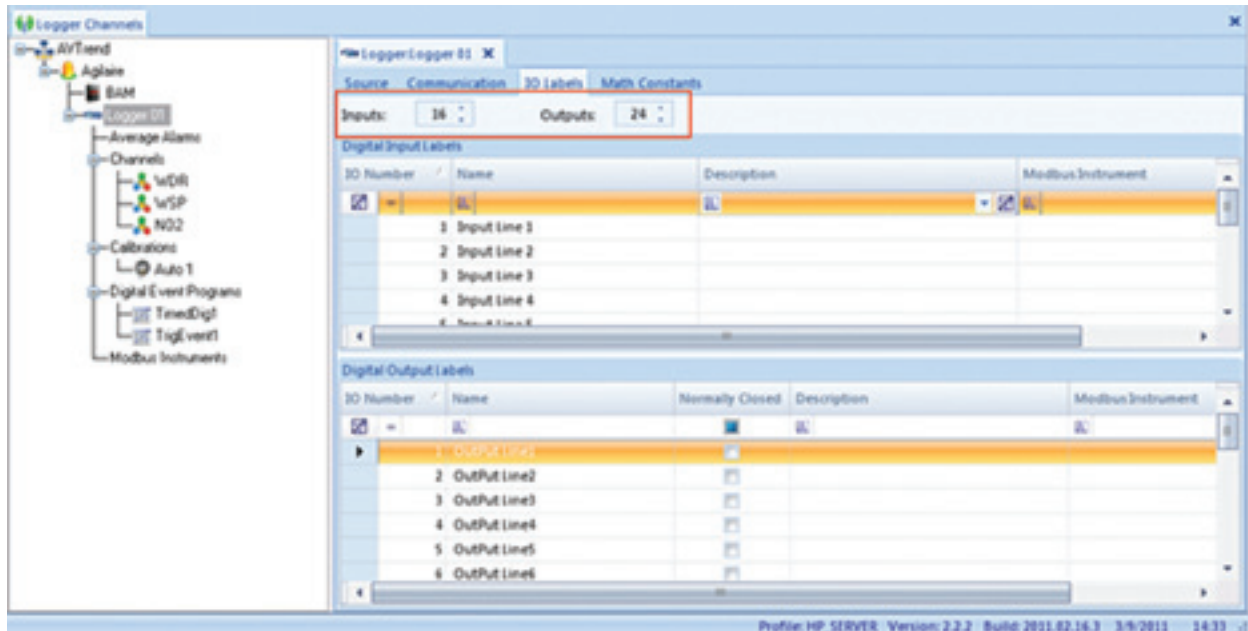 Logger Channels
AVTrend
Agilaire
BAM
Logger 01
Average Alarms
Channels
WDR
WSP
NO2
Calibrations
Auto 1
Digital Event Programs
TimedDig1
TrigEvent1
Modbus Instruments
Logger:Logger 01
Source Communication IO Labels Math Constants
Inputs: 16 Outputs: 24
Digital Input Labels
IO Number Name Description Modbus Instrument
=
1 Input Line 1
2 Input Line 2
3 Input Line 3
4 Input Line 4
5 Input Line 5
Digital Output Labels
IO Number Name Normally Closed Description Modbus Instrument
=
1 OutPut Line1
2 OutPut Line2
3 OutPut Line3
4 OutPut Line4
5 OutPut Line5
6 OutPut Line6
Profile: HP_SERVER Version: 2.2.2 Build: 2011.02.16.3 3/9/2011 14:33